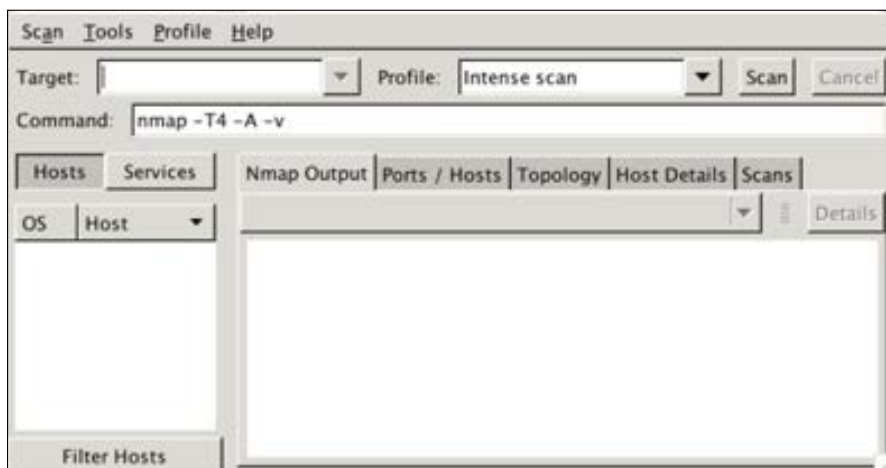 Scan Tools Profile Help
Target: Profile: Intense scan Scan Cancel
Command: nmap -T4 -A -v
Hosts Services Nmap Output Ports / Hosts Topology Host Details Scans
OS Host Details
Filter Hosts